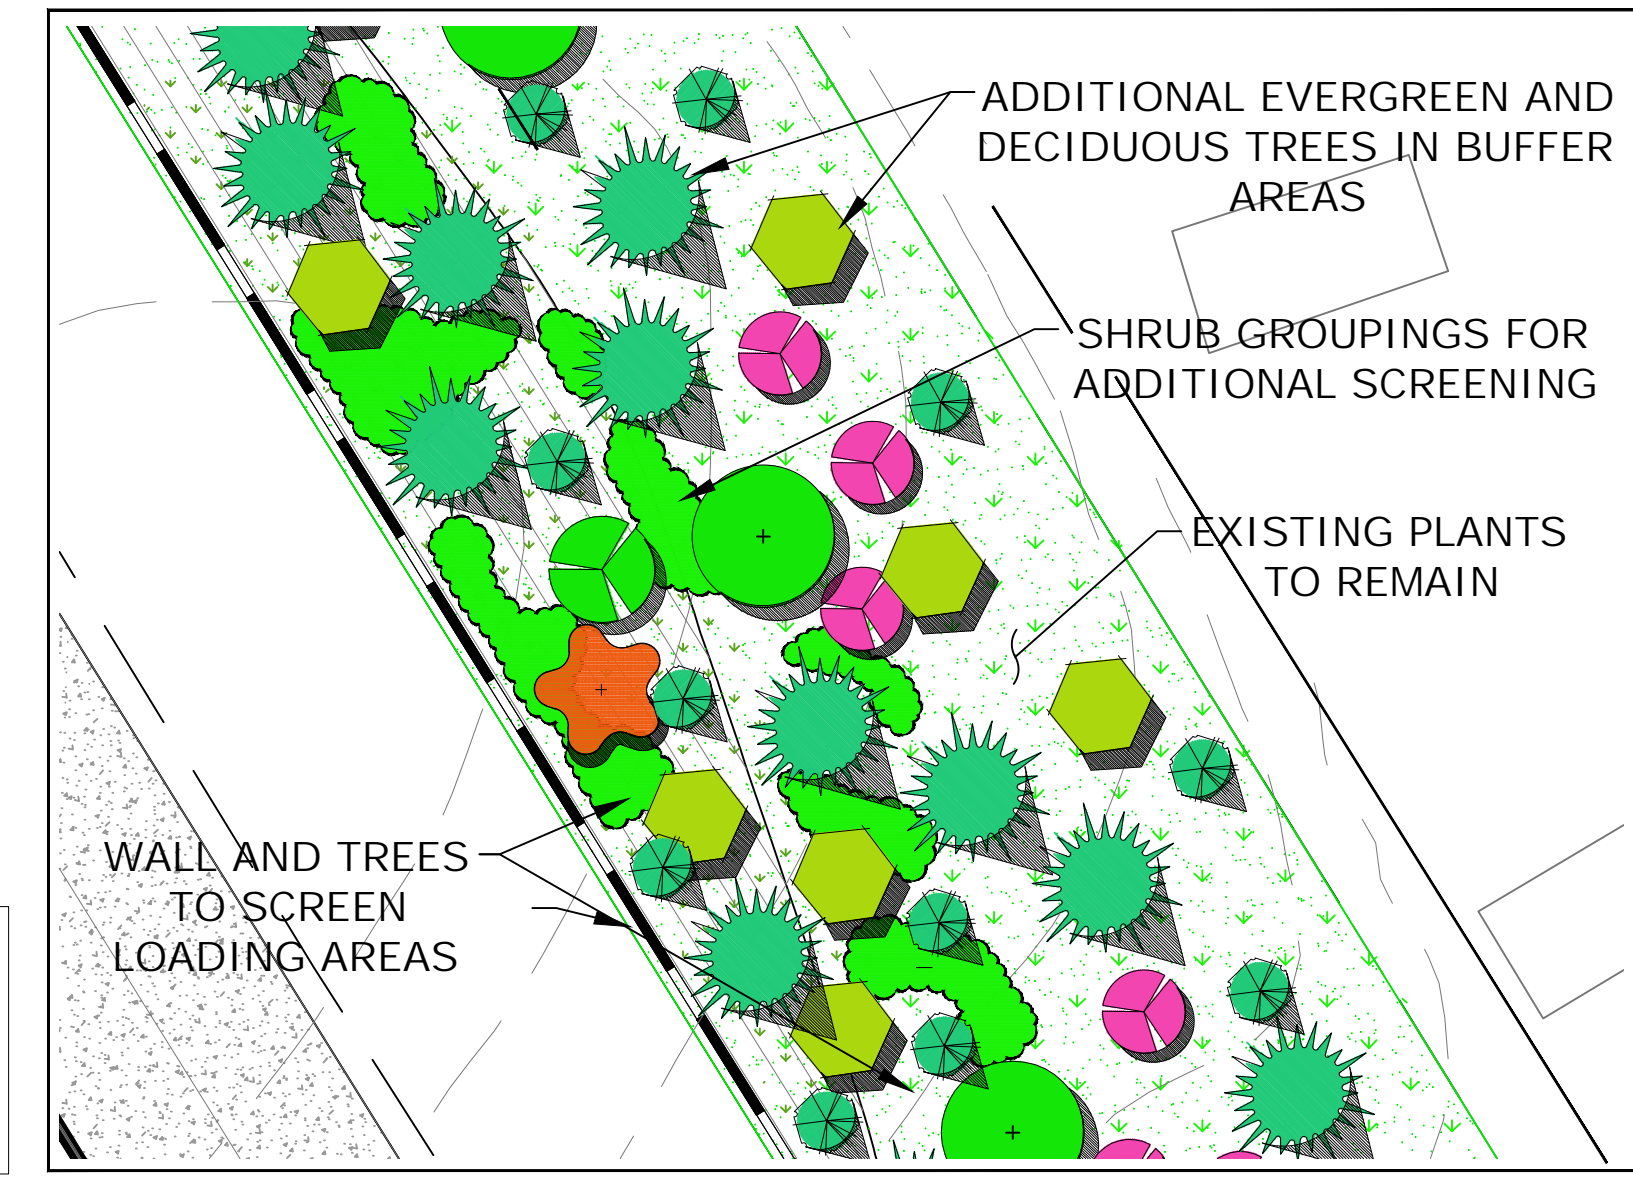 ADDITIONAL EVERGREEN AND
DECIDUOUS TREES IN BUFFER
AREAS
SHRUB GROUPINGS FOR
ADDITIONAL SCREENING
EXISTING PLANTS
TO REMAIN
WALL AND TREES
TO SCREEN
LOADING AREAS